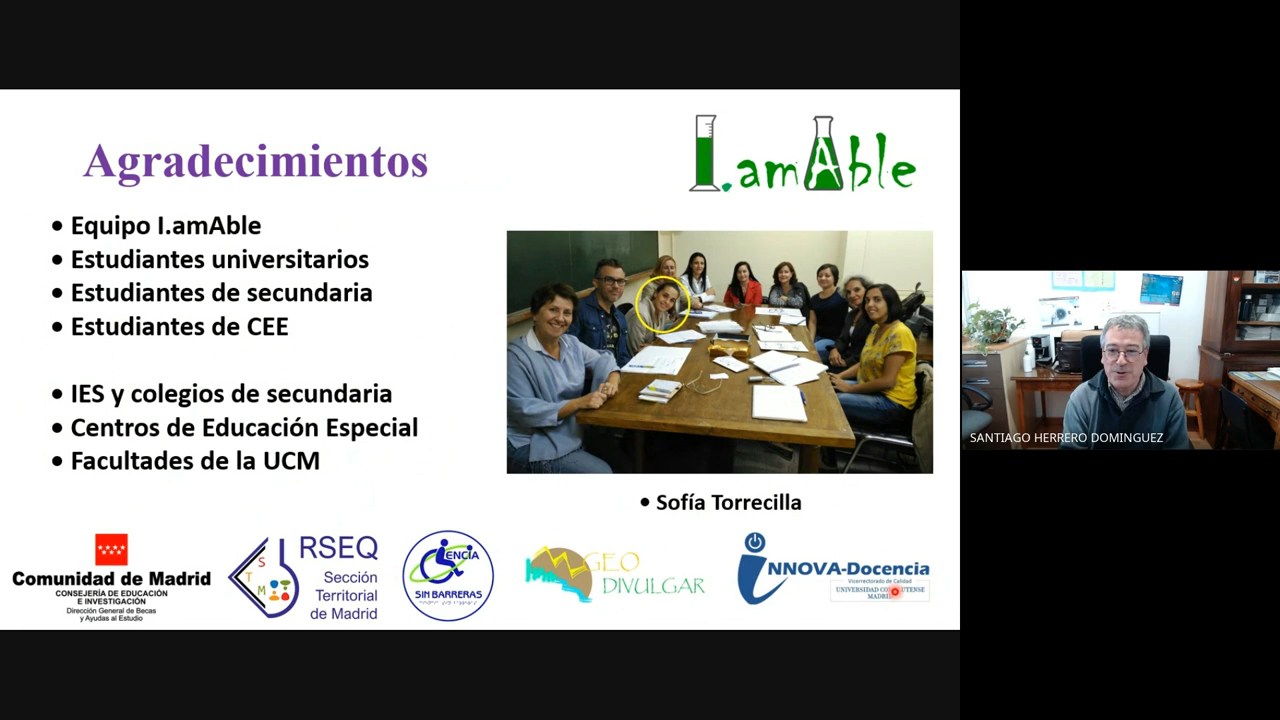 Agradecimientos
I.amAble
• Equipo I.amAble
• Estudiantes universitarios
• Estudiantes de secundaria
• Estudiantes de CEE
• IES y colegios de secundaria
• Centros de Educación Especial
• Facultades de la UCM
• Sofía Torrecilla
SANTIAGO HERRERO DOMINGUEZ
Comunidad de Madrid
CONSEJERÍA DE EDUCACIÓN
E INVESTIGACIÓN
Dirección General de Becas
y Ayudas al Estudio
S
T
M
RSEQ
Sección
Territorial
de Madrid
CIENCIA
SIN BARRERAS
GEO
DIVULGAR
iNNOVA-Docencia
Vicerrectorado de Calidad
UNIVERSIDAD COMPLUTENSE
MADRID